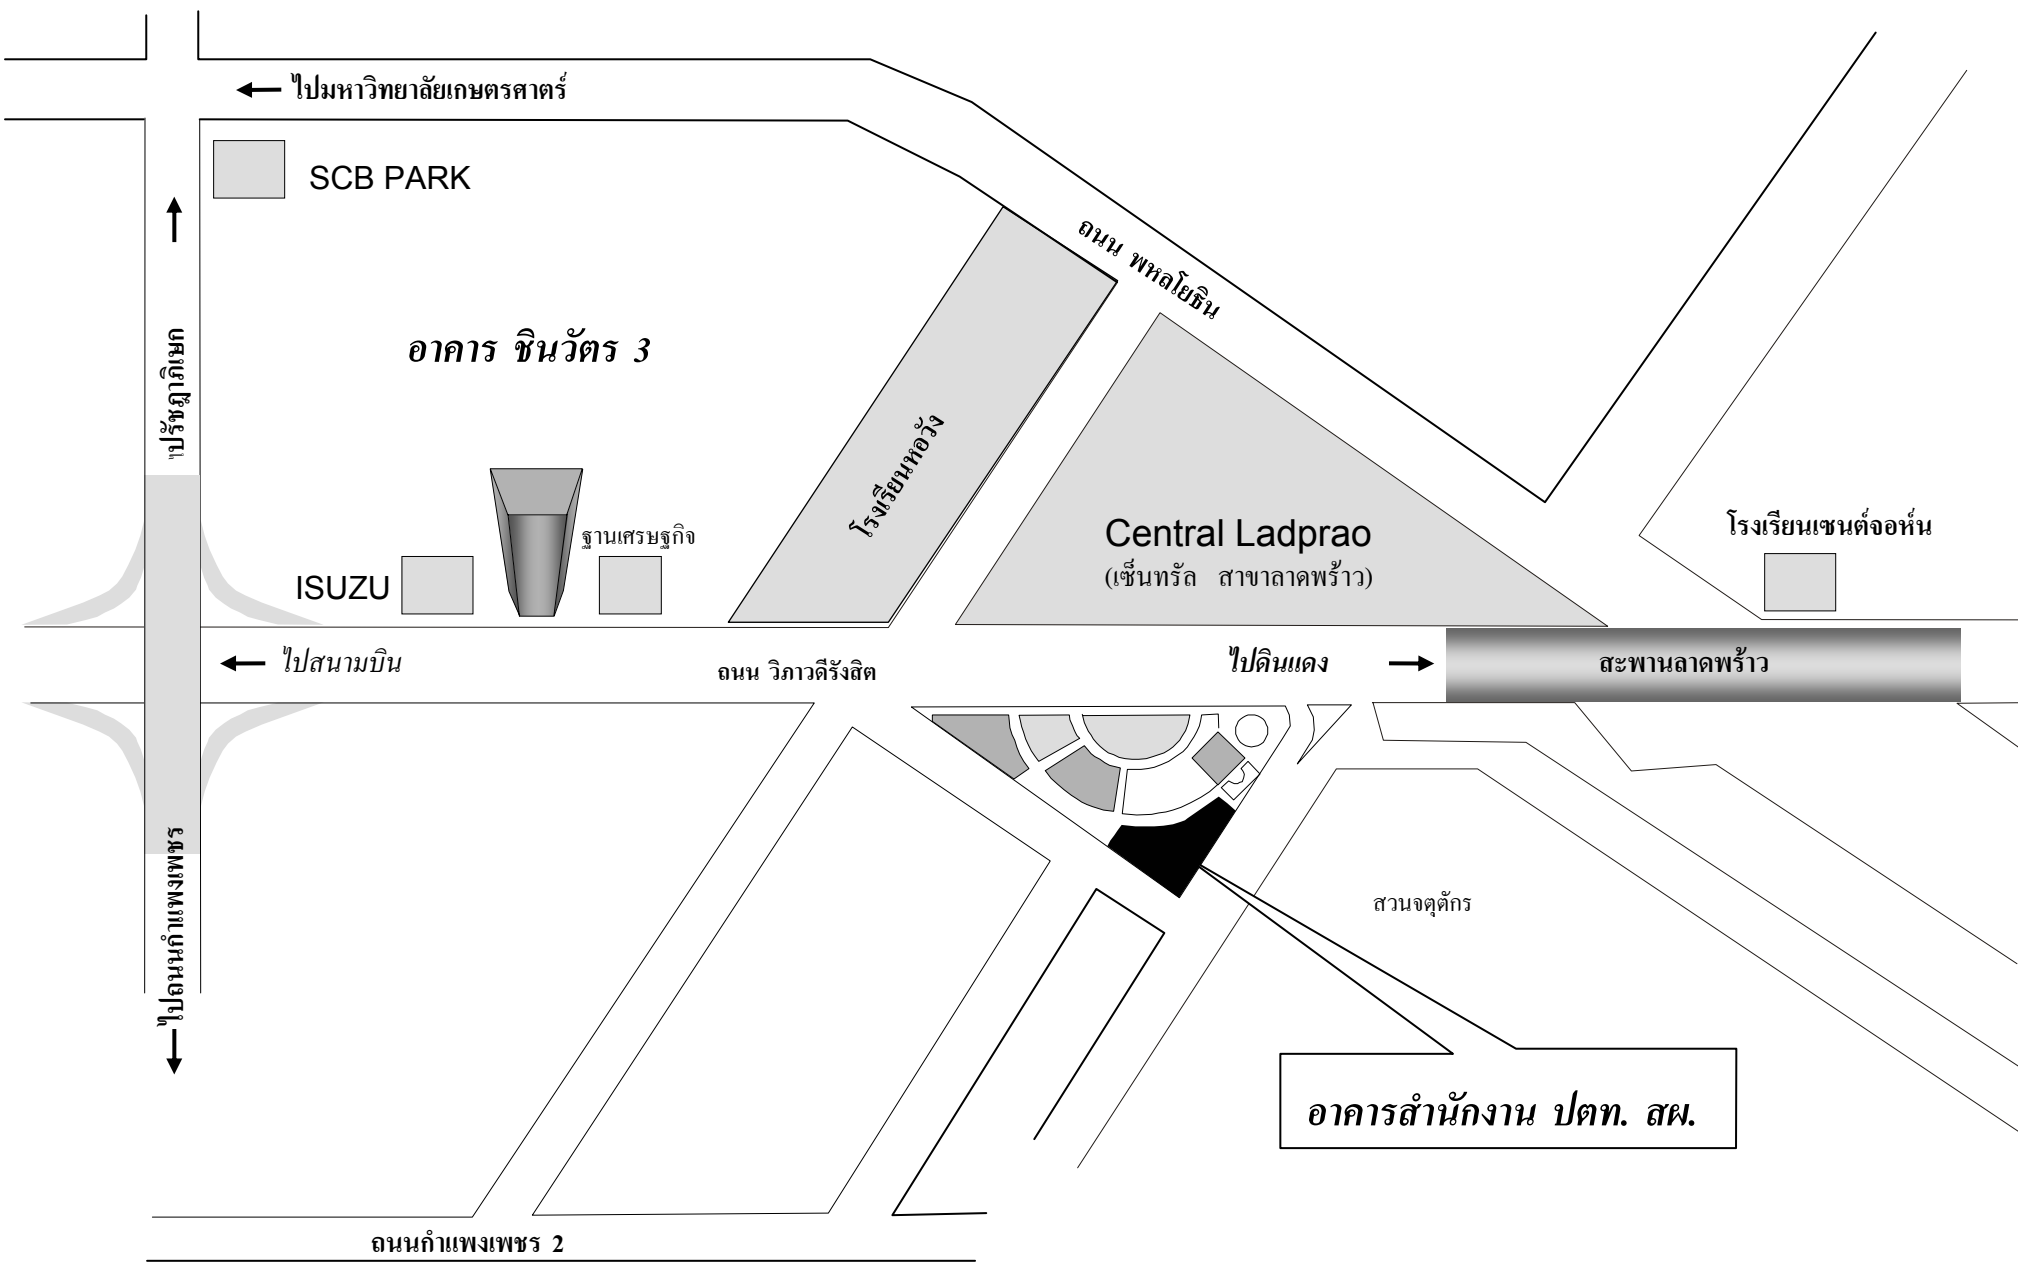 ไปมหาวิทยาลัยเกษตรศาตร์
SCB PARK
ถนน พหลโยธิน
อาคาร ชินวัตร 3
ไปรัชฎาภิเษก
โรงเรียนหอวัง
Central Ladprao
(เซ็นทรัล สาขาลาดพร้าว)
โรงเรียนเซนต์จอห์น
ฐานเศรษฐกิจ
ISUZU
ไปสนามบิน
ถนน วิภาวดีรังสิต
ไปดินแดง
สะพานลาดพร้าว
ไปถนนกำแพงเพชร
สวนจตุตักร
อาคารสำนักงาน ปตท. สผ.
ถนนกำแพงเพชร 2